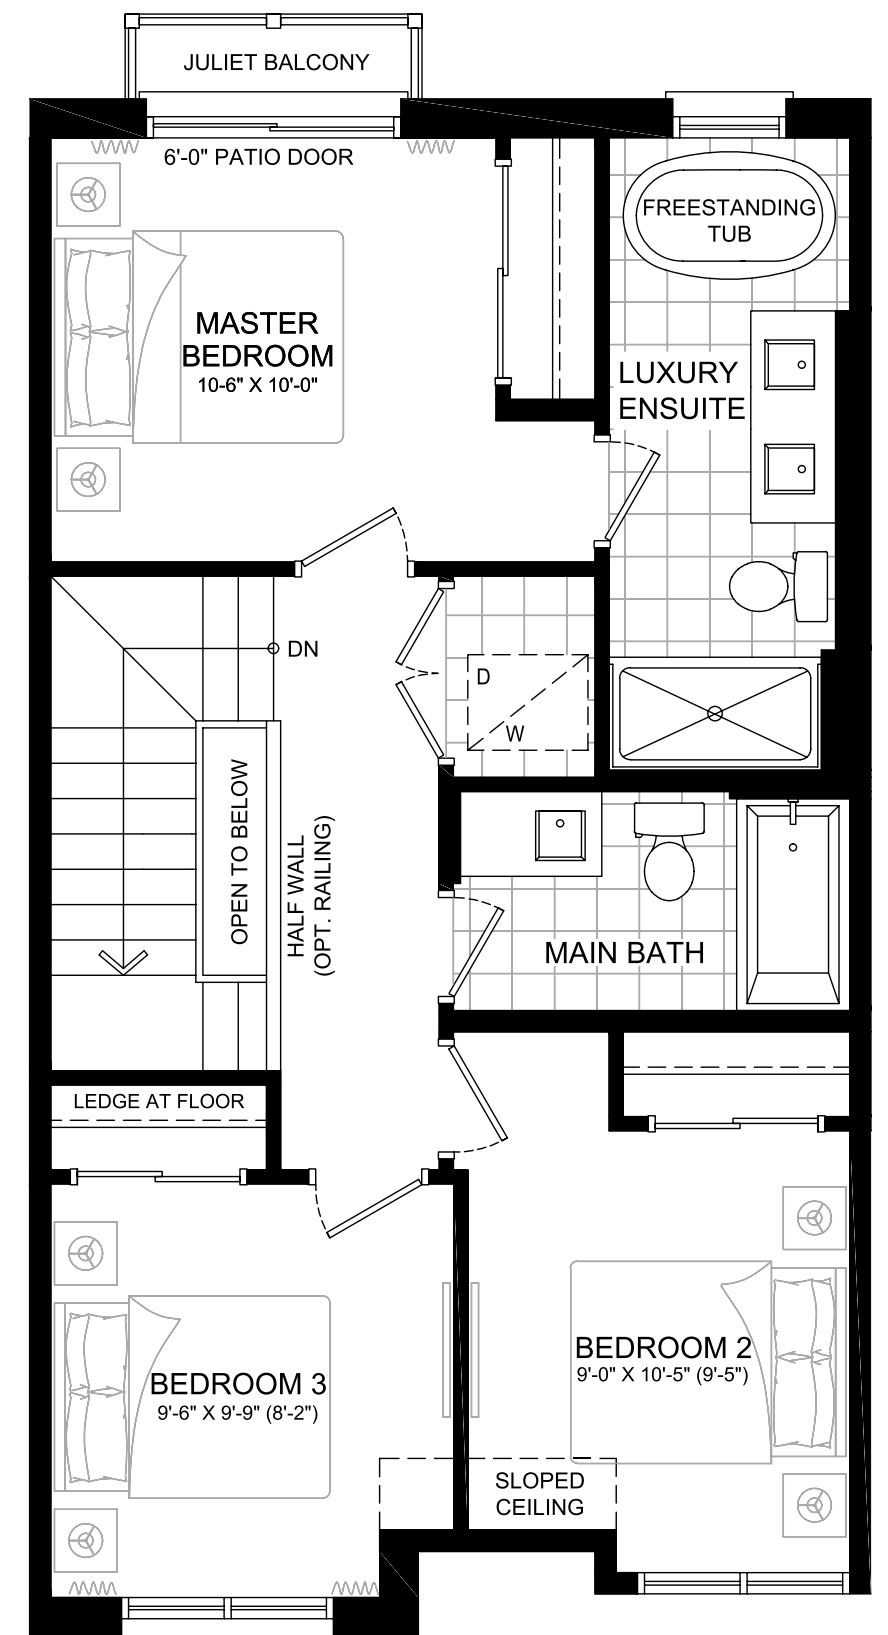 JULIET BALCONY
6'-0" PATIO DOOR
FREESTANDING
TUB
MASTER
BEDROOM
10-6" X 10'-0"
LUXURY
ENSUITE
DN
D
W
OPEN TO BELOW
HALF WALL
(OPT. RAILING)
MAIN BATH
LEDGE AT FLOOR
BEDROOM 2
9'-0" X 10'-5" (9'-5")
BEDROOM 3
9'-6" X 9'-9" (8'-2")
SLOPED
CEILING